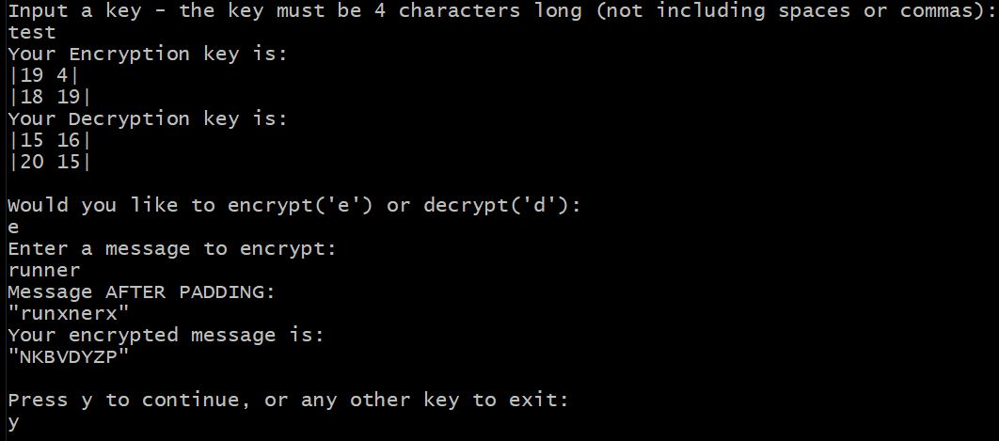 Input a key - the key must be 4 characters long (not including spaces or commas):
test
Your Encryption key is:
|19 4|
|18 19|
Your Decryption key is:
|15 16|
|20 15|
Would you like to encrypt('e') or decrypt('d'):
e
Enter a message to encrypt:
runner
Message AFTER PADDING:
"runxnerx"
Your encrypted message is:
"NKBVDYZP"
Press y to continue, or any other key to exit:
y